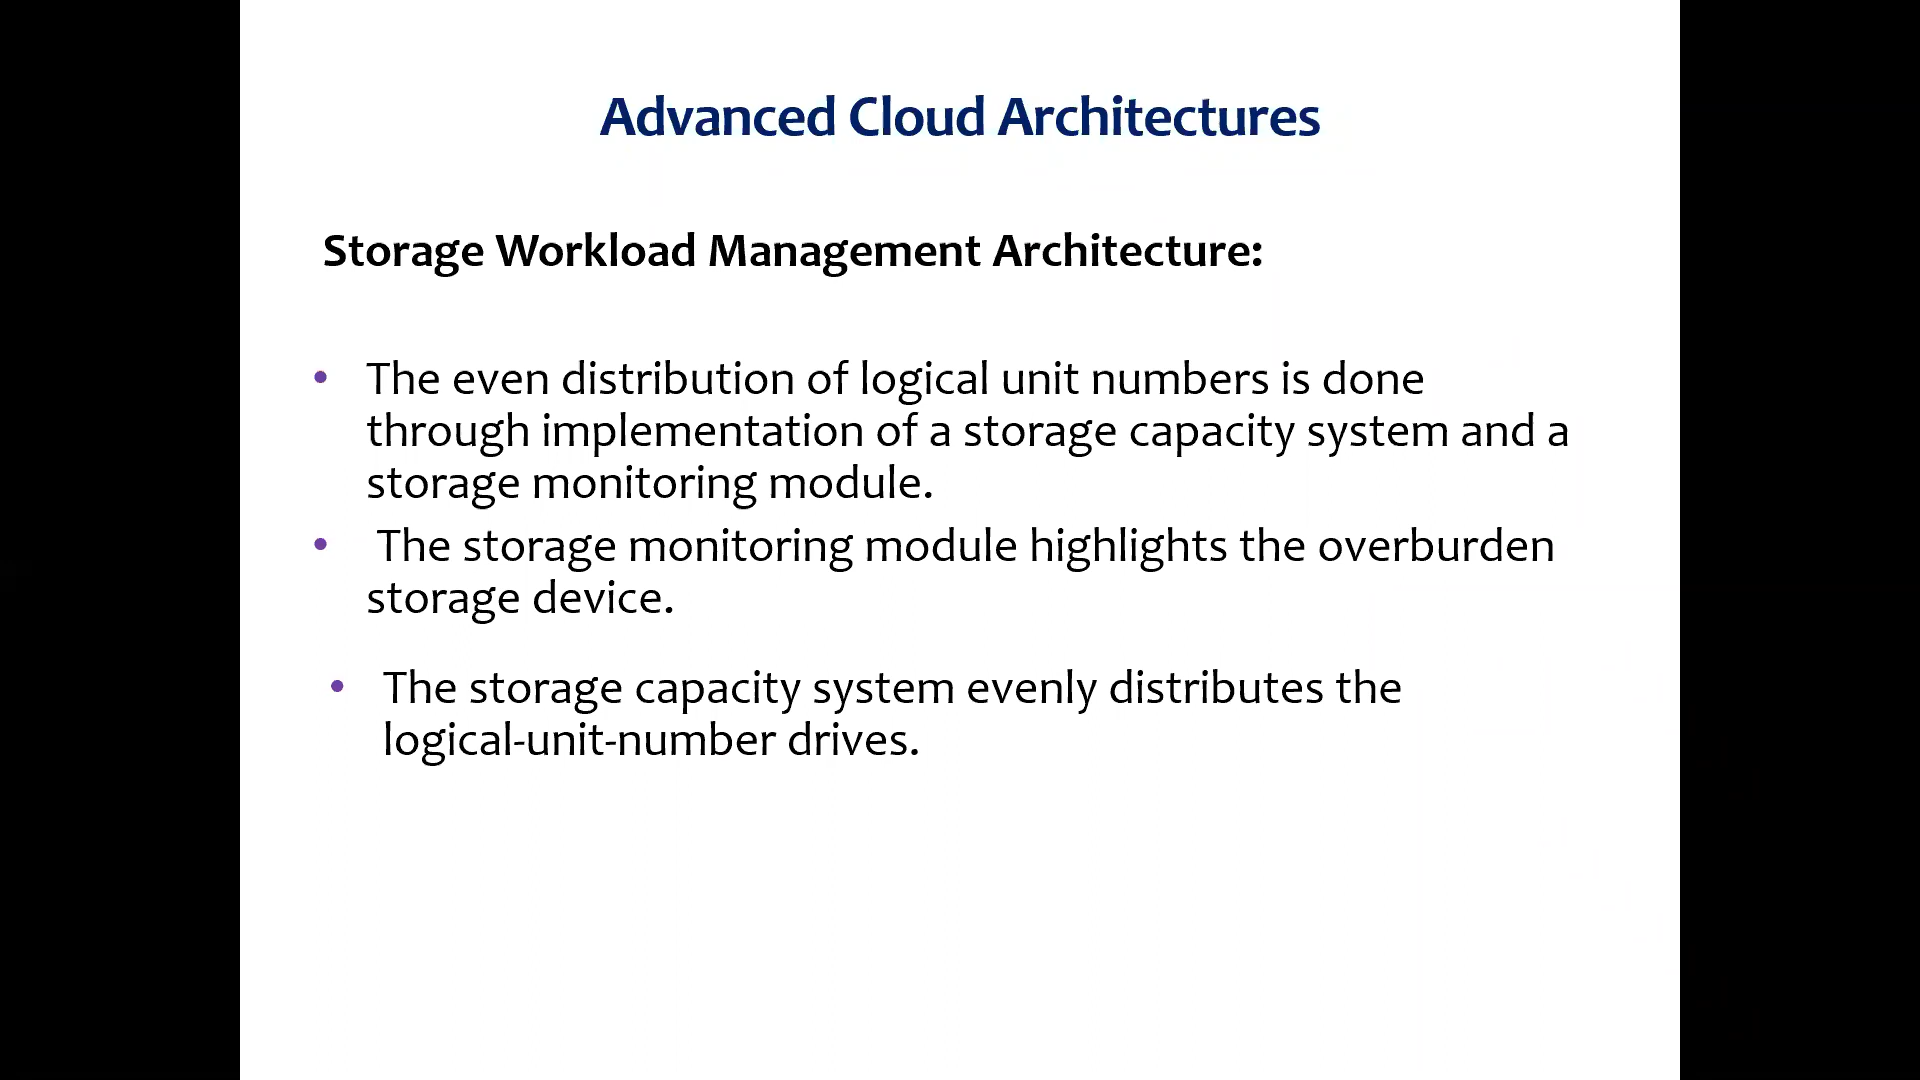 Advanced Cloud Architectures
Storage Workload Management Architecture:
• The even distribution of logical unit numbers is done
through implementation of a storage capacity system and a
storage monitoring module.
• The storage monitoring module highlights the overburden
storage device.
• The storage capacity system evenly distributes the
logical-unit-number drives.